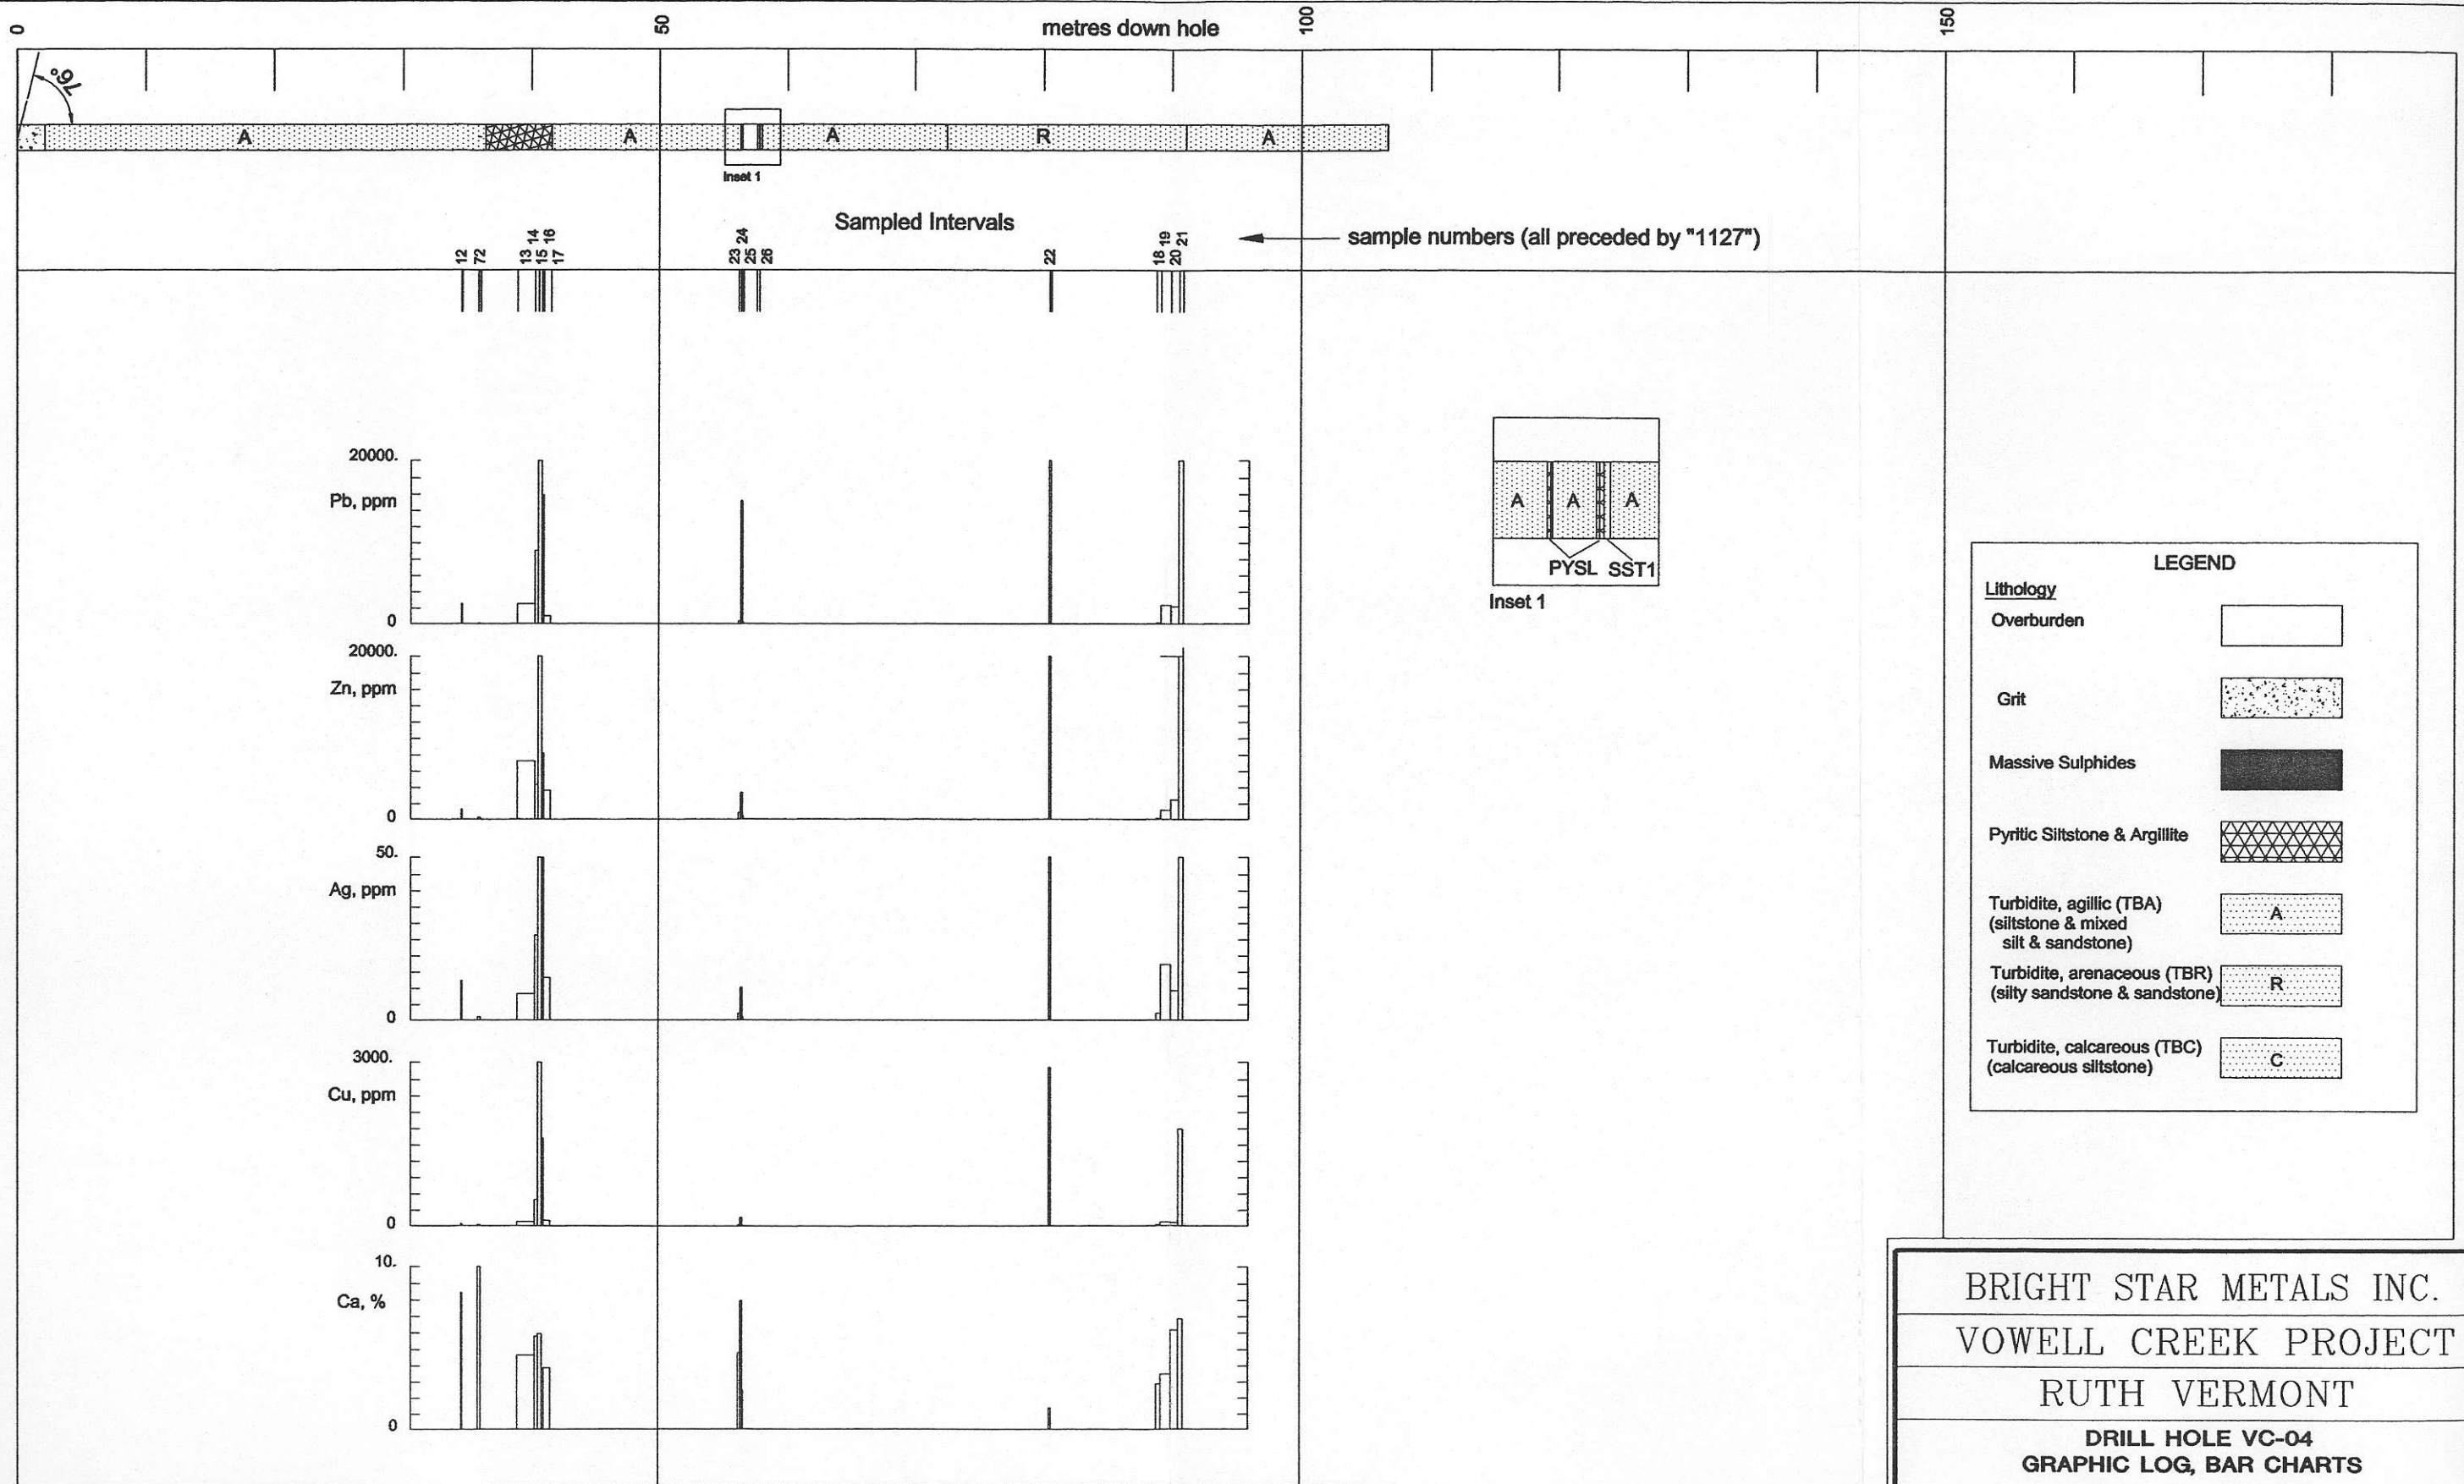 0
50
metres down hole
100
150
76°
A
A
A
R
A
Inset 1
Sampled Intervals
sample numbers (all preceded by "1127")
12
72
13
14
15
16
17
23
24
25
26
22
18
19
20
21
20000.
Pb, ppm
0
20000.
Zn, ppm
0
50.
Ag, ppm
0
3000.
Cu, ppm
0
10.
Ca, %
0
A
A
A
PYSL SST1
Inset 1
LEGEND
Lithology
Overburden
Grit
Massive Sulphides
Pyritic Siltstone & Argillite
Turbidite, agillic (TBA)
(siltstone & mixed
silt & sandstone)
A
Turbidite, arenaceous (TBR)
(silty sandstone & sandstone)
R
Turbidite, calcareous (TBC)
(calcareous siltstone)
C
BRIGHT STAR METALS INC.
VOWELL CREEK PROJECT
RUTH VERMONT
DRILL HOLE VC-04
GRAPHIC LOG, BAR CHARTS